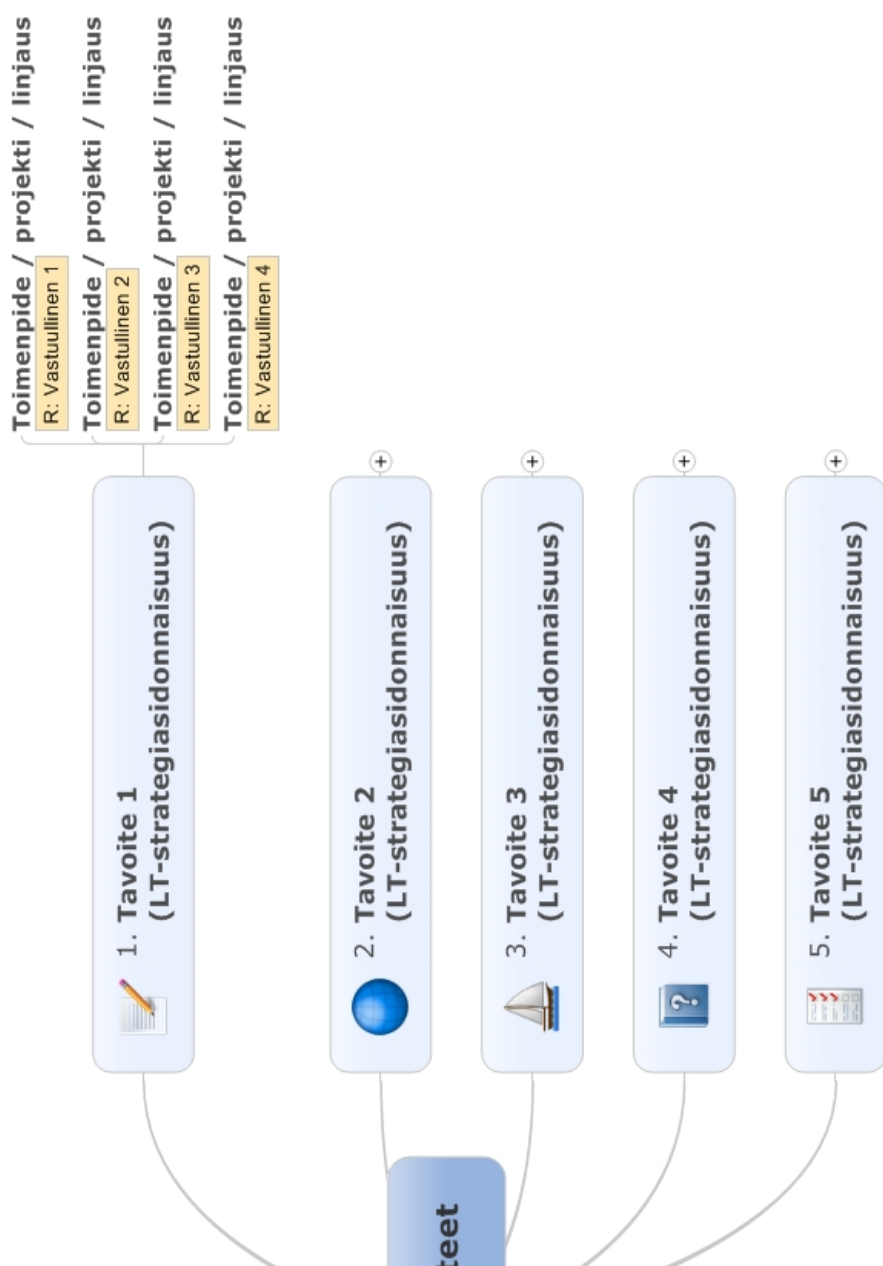 Toimenpide / projekti / linjaus
R: Vastuullinen 1
Toimenpide / projekti / linjaus
R: Vastullinen 2
Toimenpide / projekti / linjaus
R: Vastuullinen 3
Toimenpide / projekti / linjaus
R: Vastuullinen 4
1. Tavoite 1
(LT-strategiasidonnaisuus)
2. Tavoite 2
(LT-strategiasidonnaisuus)
3. Tavoite 3
(LT-strategiasidonnaisuus)
4. Tavoite 4
(LT-strategiasidonnaisuus)
5. Tavoite 5
(LT-strategiasidonnaisuus)
teet